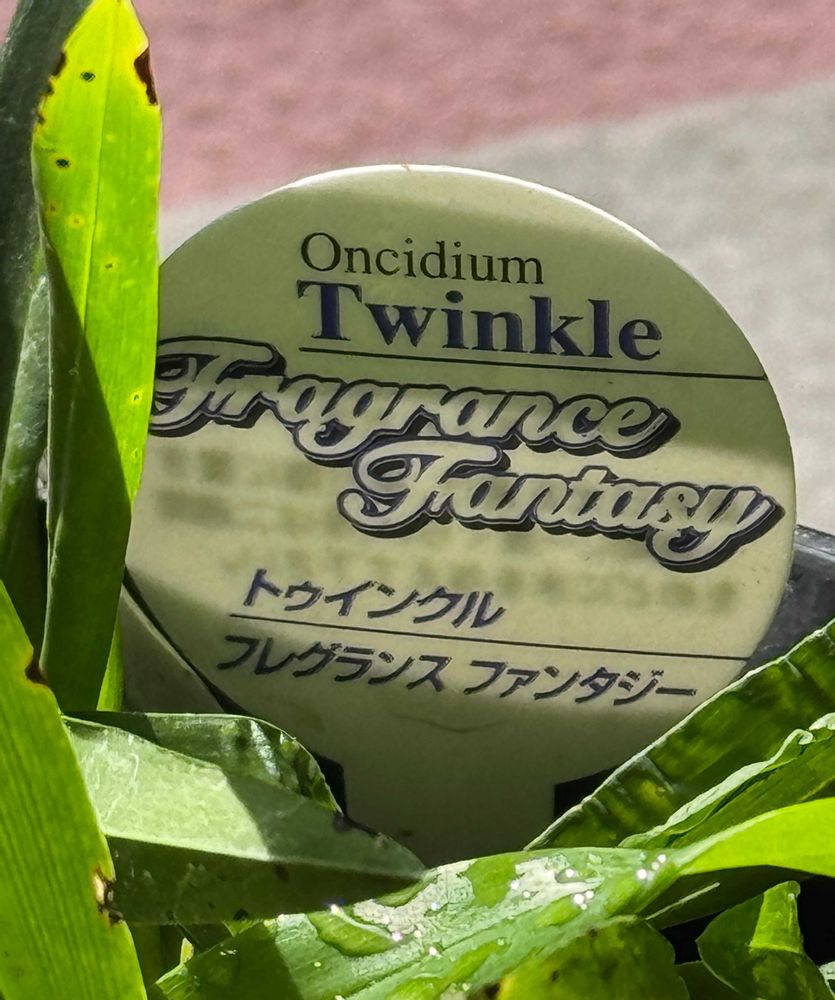 Oncidium
Twinkle
Fragrance
Fantasy
トゥインクル
フレグランス ファンタジー